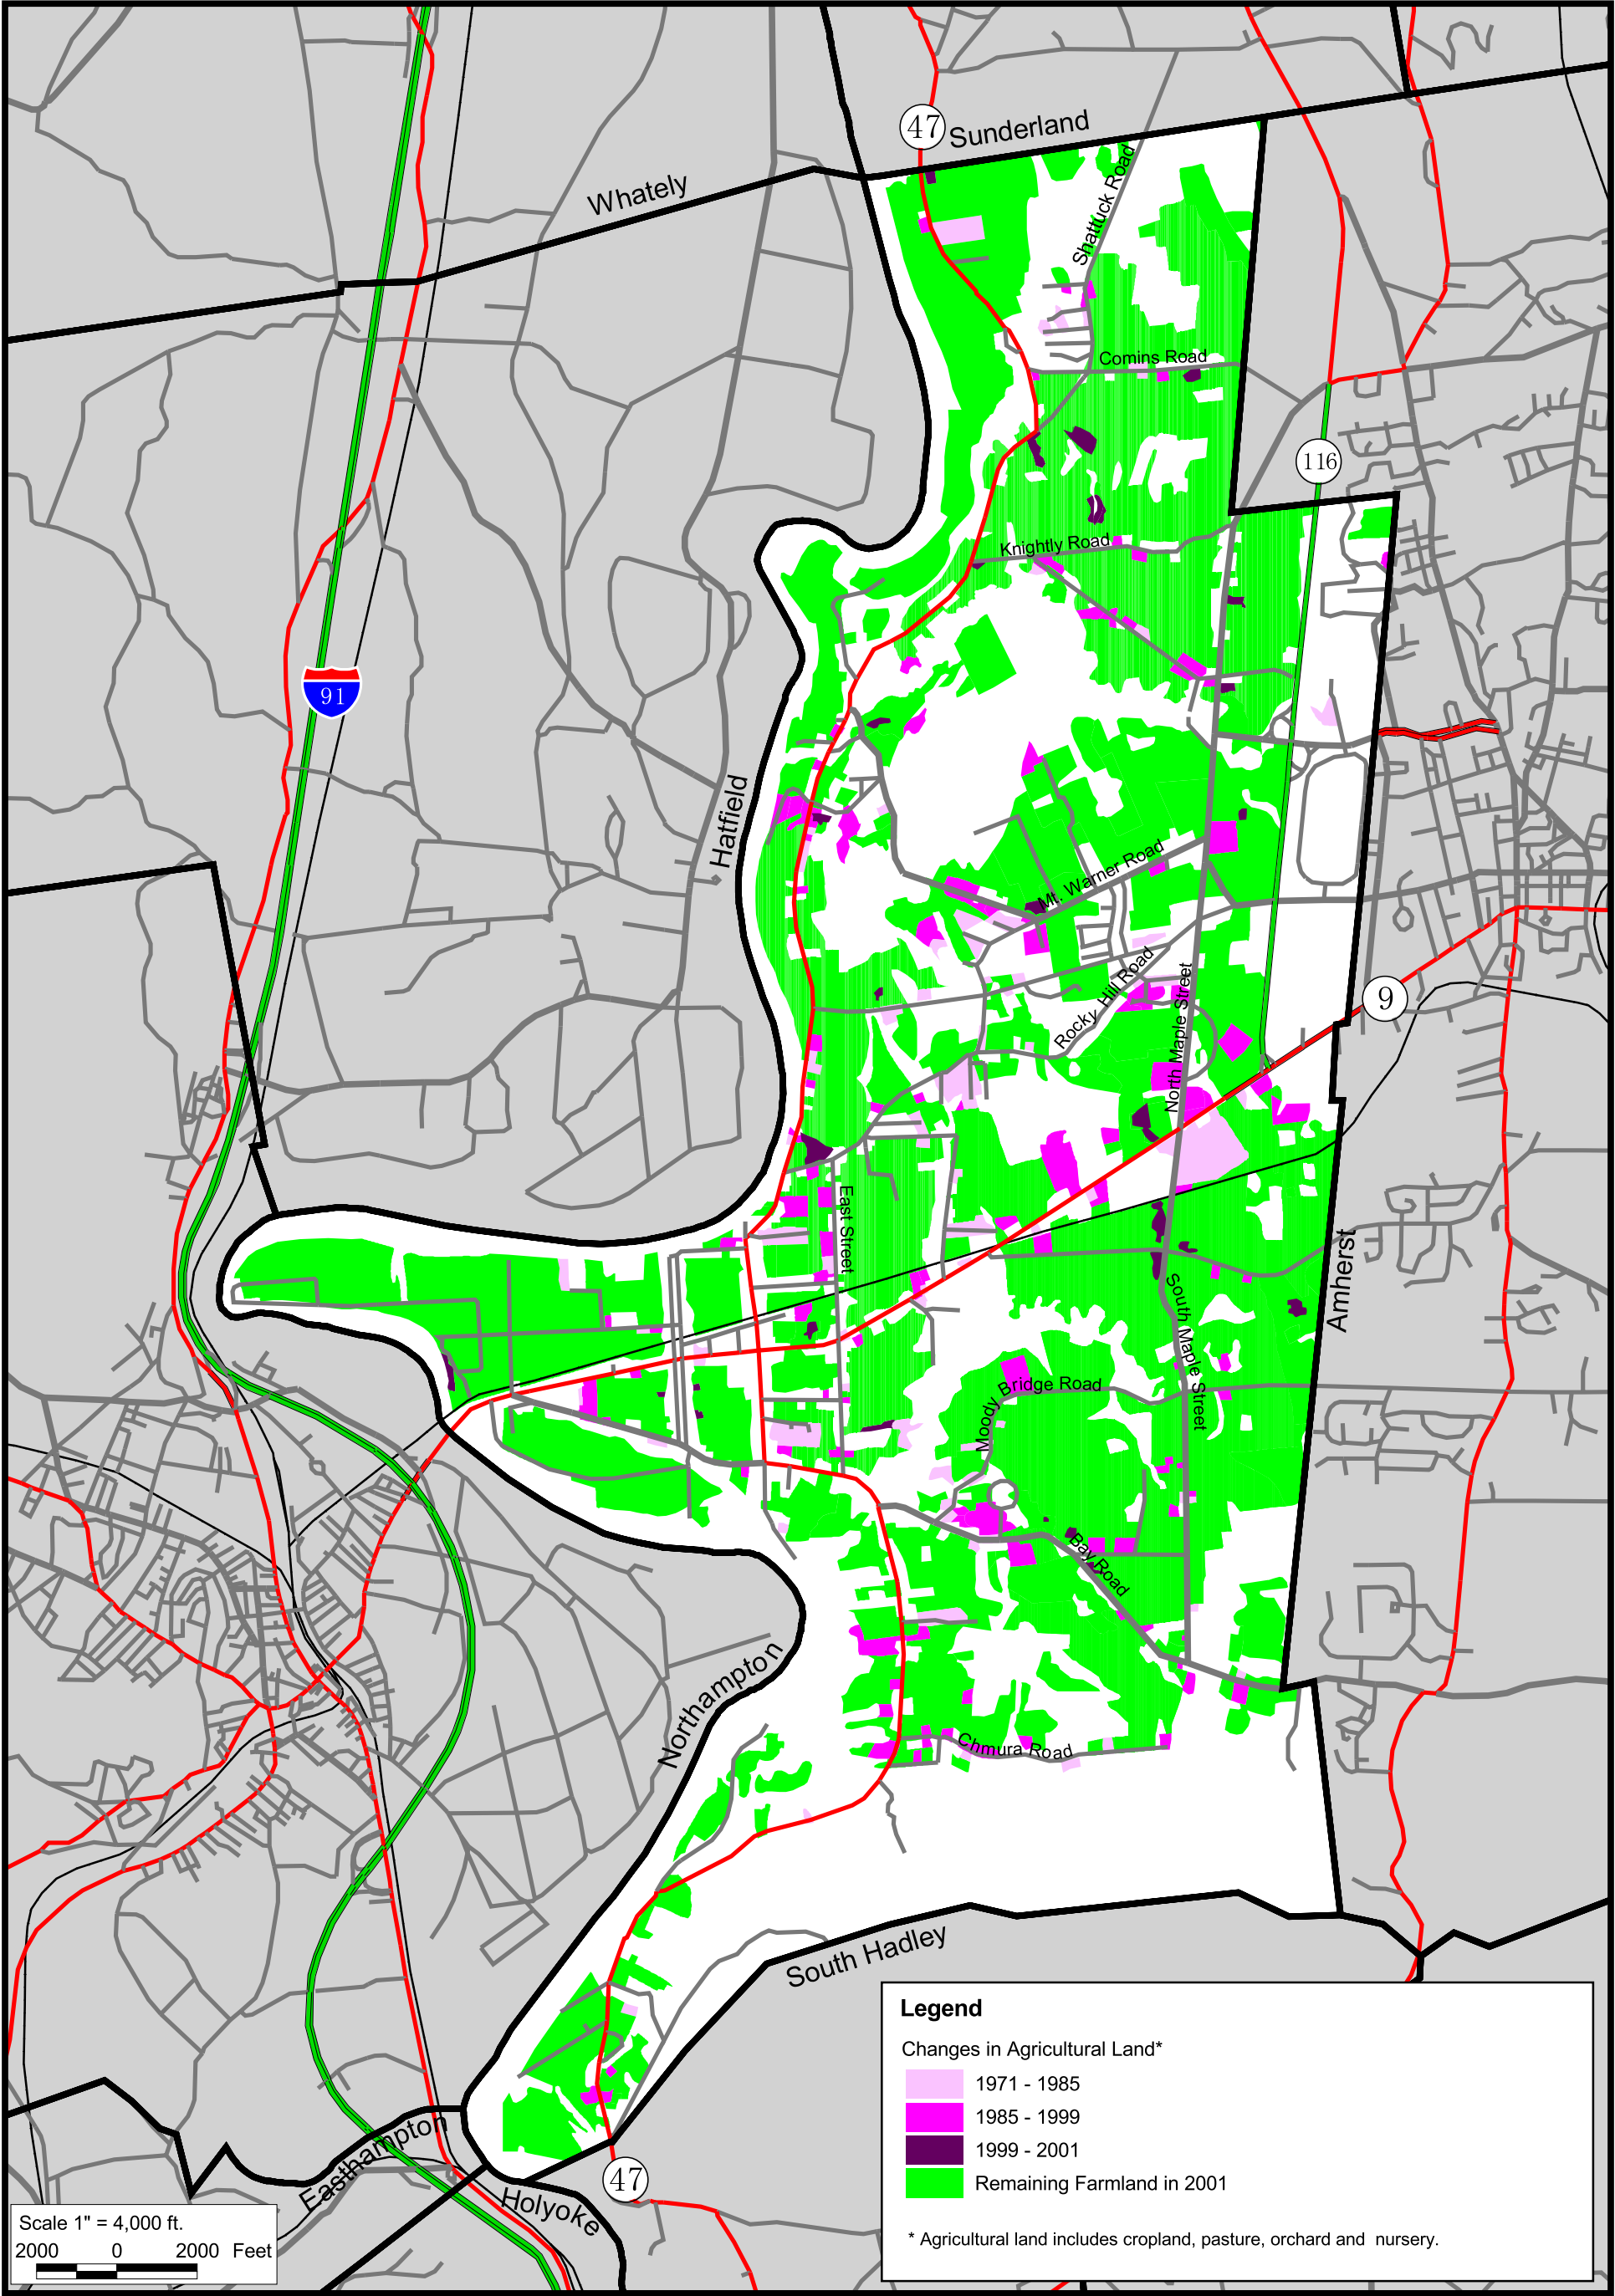 47
Sunderland
Whately
Shattuck Road
Comins Road
116
Knightly Road
91
Hatfield
Mt. Warner Road
Rocky Hill Road
North Maple Street
9
East Street
Amherst
South Maple Street
Moody Bridge Road
Bay Road
Northampton
Chmura Road
South Hadley
Legend
Changes in Agricultural Land*
1971 - 1985
1985 - 1999
1999 - 2001
Remaining Farmland in 2001
* Agricultural land includes cropland, pasture, orchard and nursery.
Easthampton
47
Holyoke
Scale 1" = 4,000 ft.
2000 0 2000 Feet